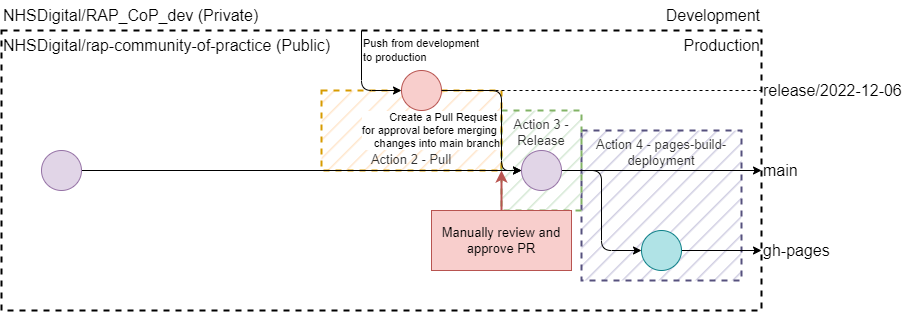 NHSDigital/RAP_CoP_dev (Private)
Development
NHSDigital/rap-community-of-practice (Public)
Production
Push from development
to production
release/2022-12-06
Create a Pull Request
for approval before merging
changes into main branch
Action 2 - Pull
Action 3 -
Release
Action 4 - pages-build-
deployment
main
Manually review and
approve PR
gh-pages